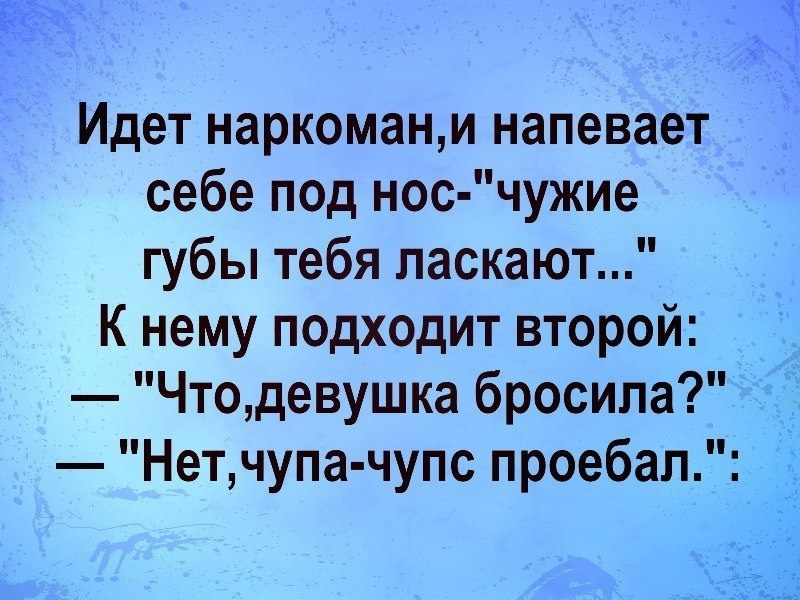 Идет наркоман,и напевает
себе под нос-"чужие
губы тебя ласкают..."
К нему подходит второй:
— "Что,девушка бросила?"
— "Нет,чупа-чупс проебал.":